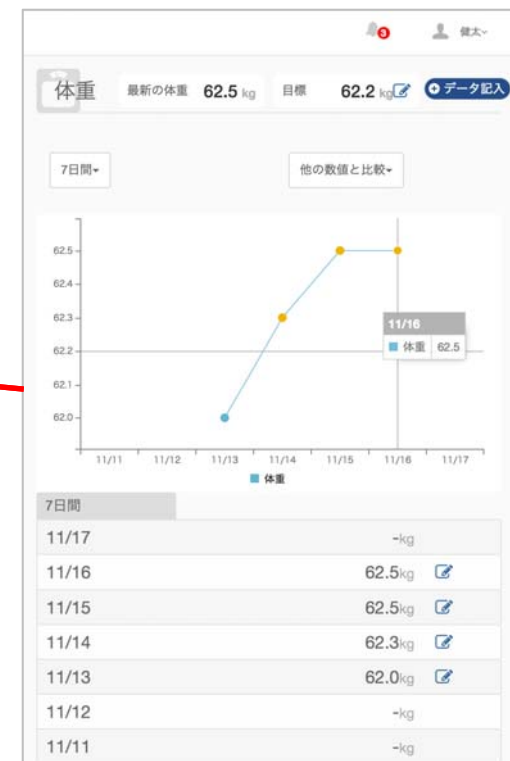 3 健太
体重 最新の体重 62.5 kg 目標 62.2 kg データ記入
7日間 他の数値と比較
62.5
62.4
62.3
11/16
62.2
体重 62.5
62.1
62.0
11/11 11/12 11/13 11/14 11/15 11/16 11/17
体重
7日間
11/17 -kg
11/16 62.5kg
11/15 62.5kg
11/14 62.3kg
11/13 62.0kg
11/12 -kg
11/11 -kg